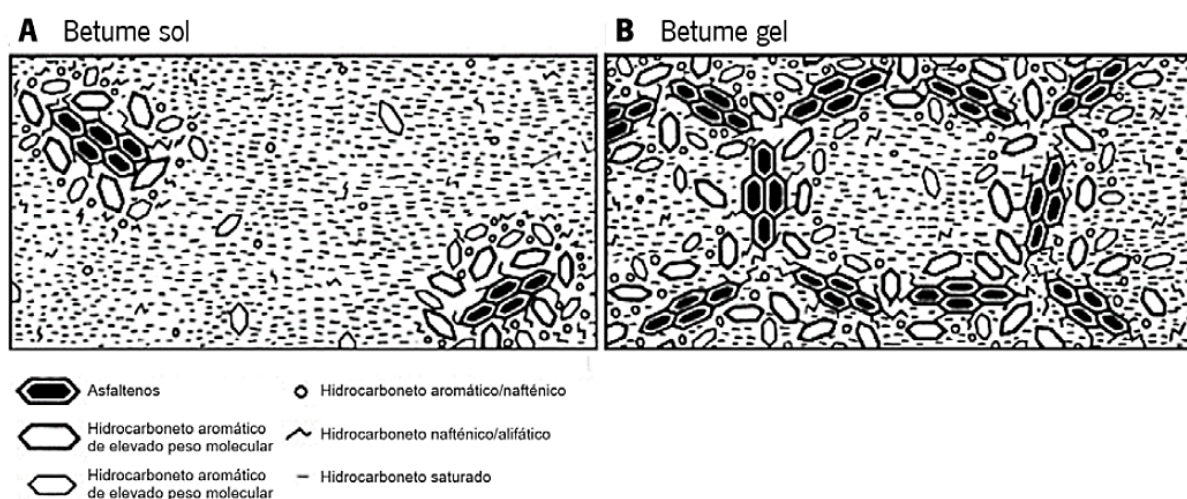 A Betume sol
B Betume gel
Asfaltenos
Hidrocarboneto aromático
de elevado peso molecular
Hidrocarboneto aromático
de elevado peso molecular
Hidrocarboneto aromático/nafténico
Hidrocarboneto nafténico/alifático
Hidrocarboneto saturado